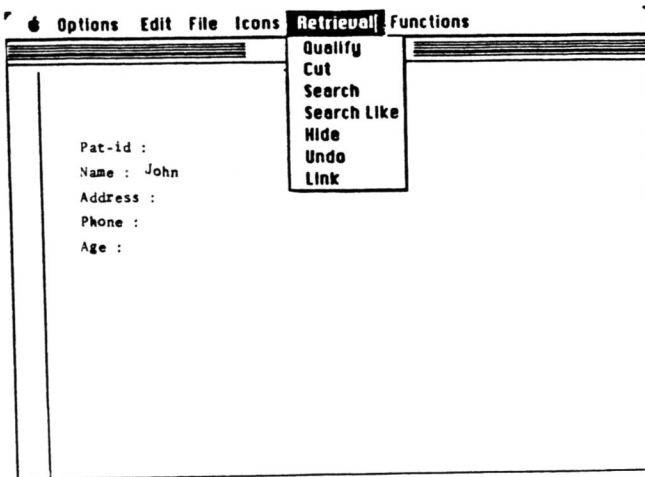 Options Edit File Icons Retrieval Functions
Qualify
Cut
Search
Search Like
Hide
Undo
Link
Pat-id :
Name : John
Address :
Phone :
Age :